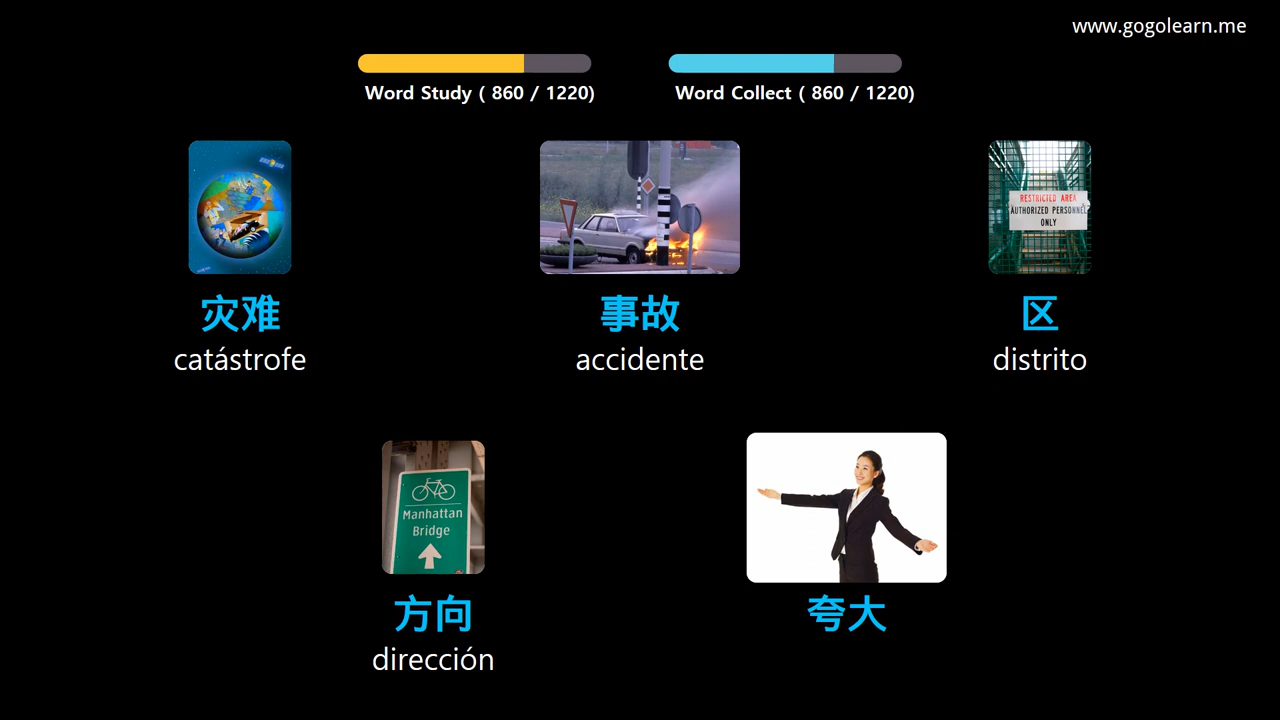 www.gogolearn.me
Word Study ( 860 / 1220)
Word Collect ( 860 / 1220)
RESTRICTED AREA
AUTHORIZED PERSONNEL
ONLY
灾难
catástrofe
事故
accidente
区
distrito
Manhattan
Bridge
方向
dirección
夸大